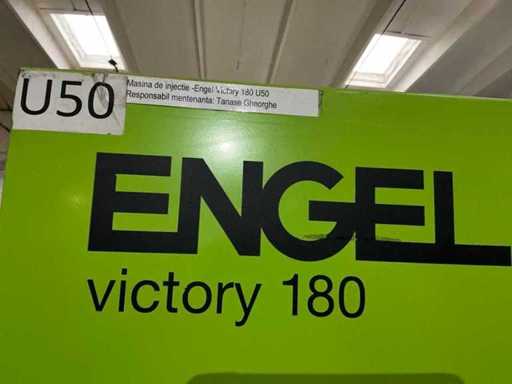 U50
Masina de injectie -Engel Victory 180 U50
Responsabil mentenanta: Tanase Gheorghe
ENGEL
victory 180